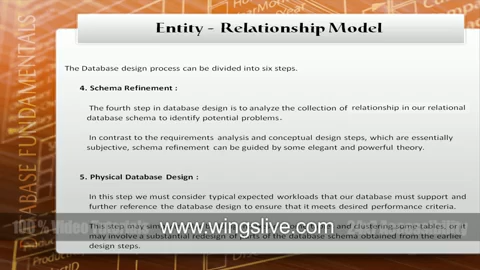 Entity - Relationship Model
The Database design process can be divided into six steps.
4. Schema Refinement :
The fourth step in database design is to analyze the collection of relationship in our relational
database schema to identify potential problems.
In contrast to the requirements analysis and conceptual design steps, which are essentially
subjective, schema refinement can be guided by some elegant and powerful theory.
5. Physical Database Design :
In this step we must consider typical expected workloads that our database must support and
further reference the database design to ensure that it meets desired performance criteria.
This step may
and clustering some tables, or it
www.wingslive.com
may involve a substantial redesign of parts of the database schema obtained from the earlier
design steps.
DATABASE FUNDAMENTALS